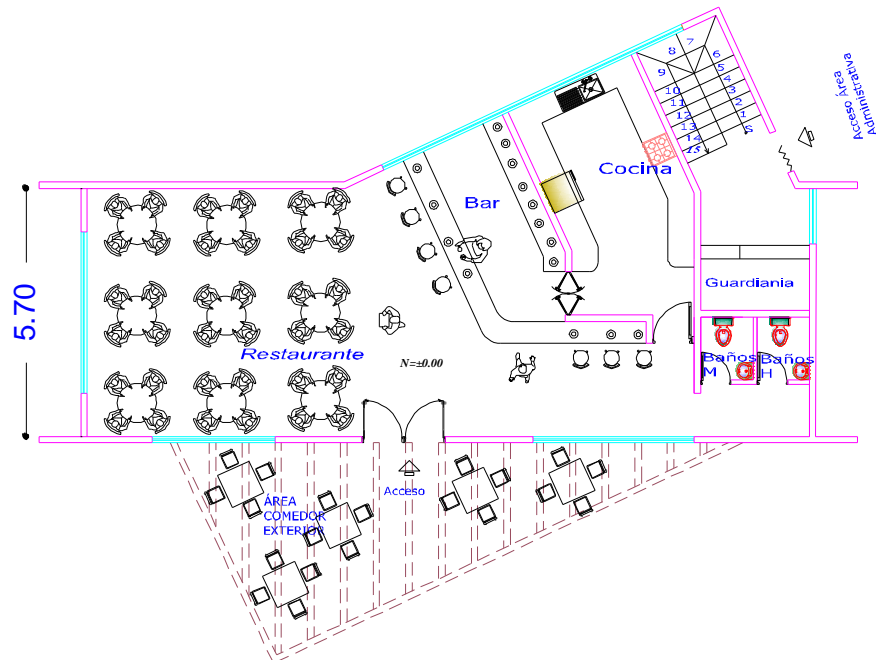 7
8
6
9
5
10
4
11
3
12
2
13
1
14
S
15
Acceso Área
Administrativa
Cocina
Bar
5.70
Guardiania
Restaurante
N=±0.00
Baños
M
Baños
H
Acceso
ÁREA
COMEDOR
EXTERIOR